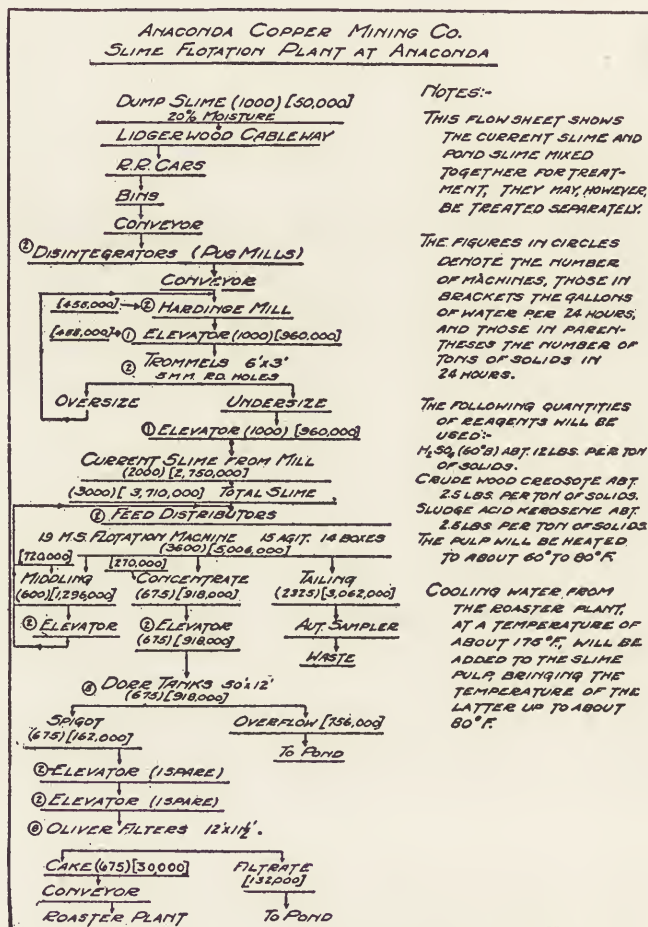 ANACONDA COPPER MINING CO.
SLIME FLOTATION PLANT AT ANACONDA
DUMP SLIME (1000) [50,000]
20% MOISTURE
LIDGERWOOD CABLEWAY
R.R. CARS
BINS
CONVEYOR
② DISINTEGRATORS (PUG MILLS)
CONVEYOR
[455,000] ② HARDINGE MILL
[455,000] ① ELEVATOR (1000) [960,000]
② TROMMELS 6'X3'
5 MM. RD. HOLES
OVERSIZE UNDERSIZE
① ELEVATOR (1000) [960,000]
CURRENT SLIME FROM MILL
(2000) [2,750,000]
(3000) [3,710,000] TOTAL SLIME
② FEED DISTRIBUTORS
19 M.S. FLOTATION MACHINE 15 AGIT. 14 BOXES
(3600) [5,006,000]
[720,000] [270,000]
MIDDLING CONCENTRATE TAILING
(600) [1,296,000] (675) [918,000] (2325) [3,062,000]
② ELEVATOR ② ELEVATOR AUT. SAMPLER
(675) [918,000]
WASTE
DORR TANKS 50'X12'
(675) [918,000]
SPIGOT OVERFLOW [756,000]
(675) [162,000]
TO POND
② ELEVATOR (1 SPARE)
② ELEVATOR (1 SPARE)
OLIVER FILTERS 12'X11½'.
CAKE (675) [30,000] FILTRATE
[132,000]
CONVEYOR
ROASTER PLANT TO POND
NOTES:-
THIS FLOW SHEET SHOWS
THE CURRENT SLIME AND
POND SLIME MIXED
TOGETHER FOR TREAT-
MENT, THEY MAY, HOWEVER,
BE TREATED SEPARATELY.
THE FIGURES IN CIRCLES
DENOTE THE NUMBER
OF MACHINES, THOSE IN
BRACKETS THE GALLONS
OF WATER PER 24 HOURS,
AND THOSE IN PAREN-
THESES THE NUMBER OF
TONS OF SOLIDS IN
24 HOURS.
THE FOLLOWING QUANTITIES
OF REAGENTS WILL BE
USED:-
H₂SO₄ (60°B) ABT. 12 LBS. PER TON
OF SOLIDS.
CRUDE WOOD CREOSOTE ABT.
2.5 LBS. PER TON OF SOLIDS.
SLUDGE ACID KEROSENE ABT.
2.6 LBS PER TON OF SOLIDS.
THE PULP WILL BE HEATED
TO ABOUT 60° TO 80°F.
COOLING WATER FROM
THE ROASTER PLANT,
AT A TEMPERATURE OF
ABOUT 175°F, WILL BE
ADDED TO THE SLIME
PULP, BRINGING THE
TEMPERATURE OF THE
LATTER UP TO ABOUT
80°F.